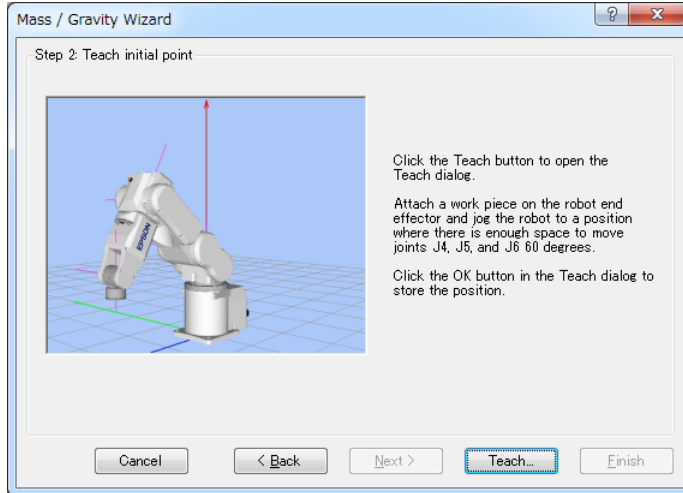 Mass / Gravity Wizard
Step 2: Teach initial point
EPSON
Click the Teach button to open the
Teach dialog.
Attach a work piece on the robot end
effector and jog the robot to a position
where there is enough space to move
joints J4, J5, and J6 60 degrees.
Click the OK button in the Teach dialog to
store the position.
Cancel
< Back
Next >
Teach...
Finish